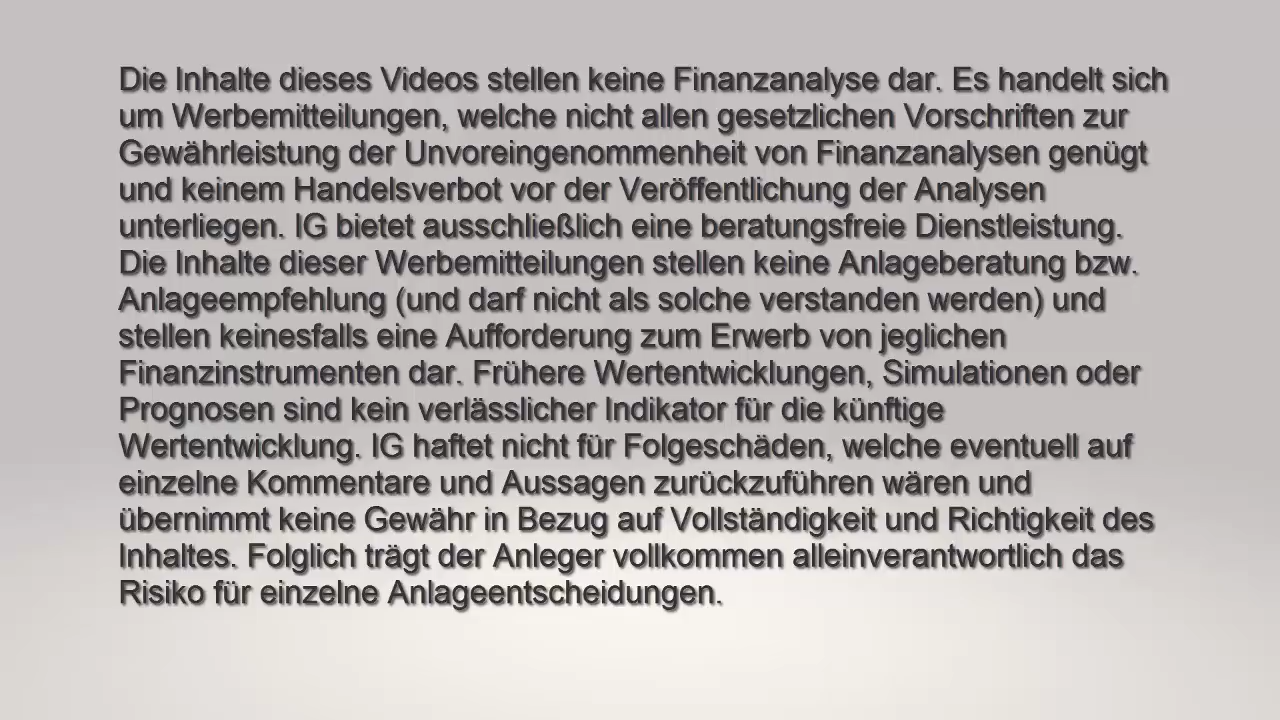 Die Inhalte dieses Videos stellen keine Finanzanalyse dar. Es handelt sich
um Werbemitteilungen, welche nicht allen gesetzlichen Vorschriften zur
Gewährleistung der Unvoreingenommenheit von Finanzanalysen genügt
und keinem Handelsverbot vor der Veröffentlichung der Analysen
unterliegen. IG bietet ausschließlich eine beratungsfreie Dienstleistung.
Die Inhalte dieser Werbemitteilungen stellen keine Anlageberatung bzw.
Anlageempfehlung (und darf nicht als solche verstanden werden) und
stellen keinesfalls eine Aufforderung zum Erwerb von jeglichen
Finanzinstrumenten dar. Frühere Wertentwicklungen, Simulationen oder
Prognosen sind kein verlässlicher Indikator für die künftige
Wertentwicklung. IG haftet nicht für Folgeschäden, welche eventuell auf
einzelne Kommentare und Aussagen zurückzuführen wären und
übernimmt keine Gewähr in Bezug auf Vollständigkeit und Richtigkeit des
Inhaltes. Folglich trägt der Anleger vollkommen alleinverantwortlich das
Risiko für einzelne Anlageentscheidungen.